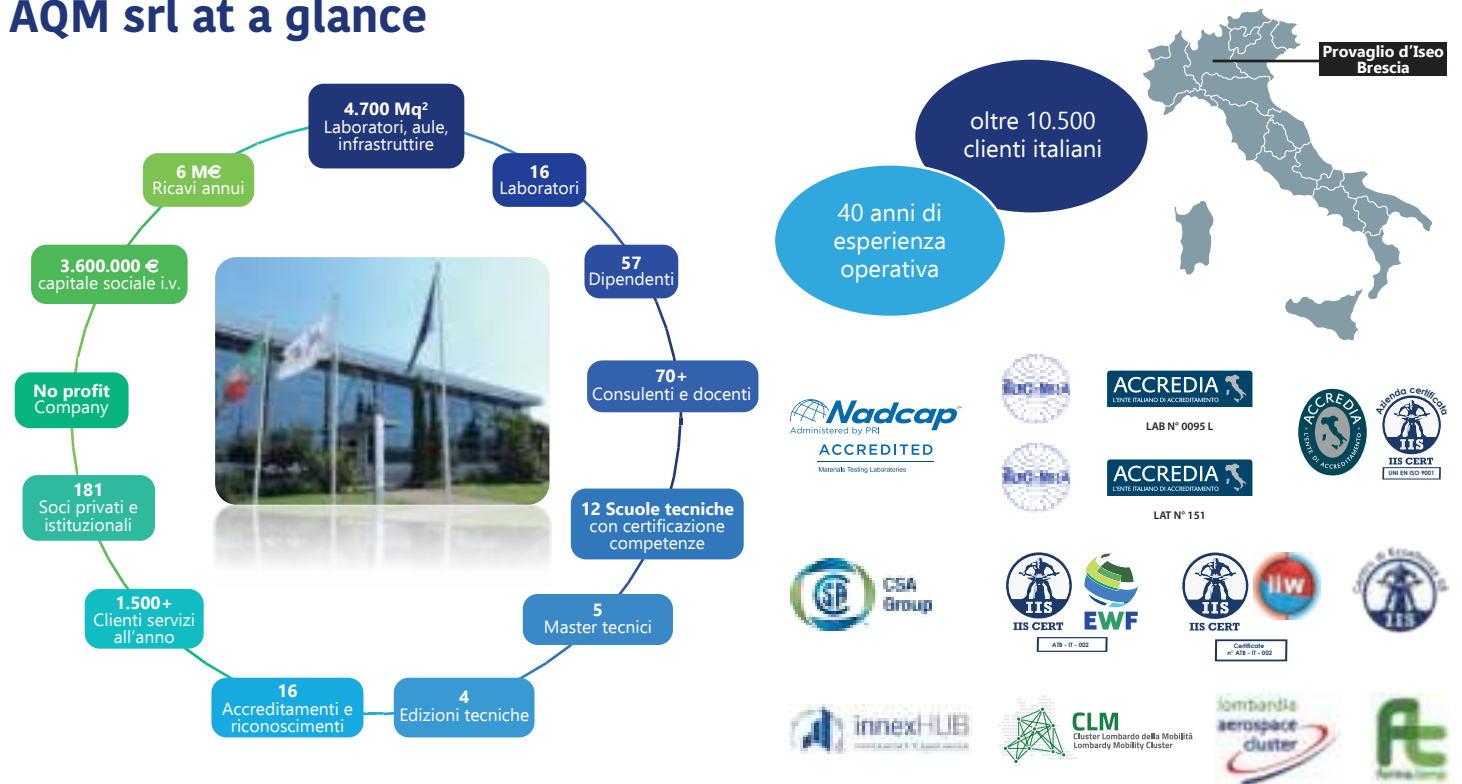 AQM srl at a glance
4.700 Mq²
Laboratori, aule,
infrastruttire
16
Laboratori
57
Dipendenti
70+
Consulenti e docenti
12 Scuole tecniche
con certificazione
competenze
5
Master tecnici
4
Edizioni tecniche
16
Accreditamenti e
riconoscimenti
1.500+
Clienti servizi
all'anno
181
Soci privati e
istituzionali
No profit
Company
3.600.000 €
capitale sociale i.v.
6 M€
Ricavi annui
oltre 10.500
clienti italiani
40 anni di
esperienza
operativa
Provaglio d'Iseo
Brescia
Nadcap
Administered by PRI
ACCREDITED
Materials Testing Laboratories
ACCREDIA
L'ENTE ITALIANO DI ACCREDITAMENTO
LAB N° 0095 L
ACCREDIA
L'ENTE ITALIANO DI ACCREDITAMENTO
LAT N° 151
ACCREDIA
L'ENTE DI ACCREDITAMENTO
Azienda certificata
IIS
IIS CERT
UNI EN ISO 9001
CSA
Group
IIS
IIS CERT
EWF
ATB - IT - 002
IIS
IIS CERT
iiw
Certificate
n° ATB - IT - 002
IIS
innexHUB
CLM
Cluster Lombardo della Mobilità
Lombardy Mobility Cluster
lombardia
aerospace
cluster